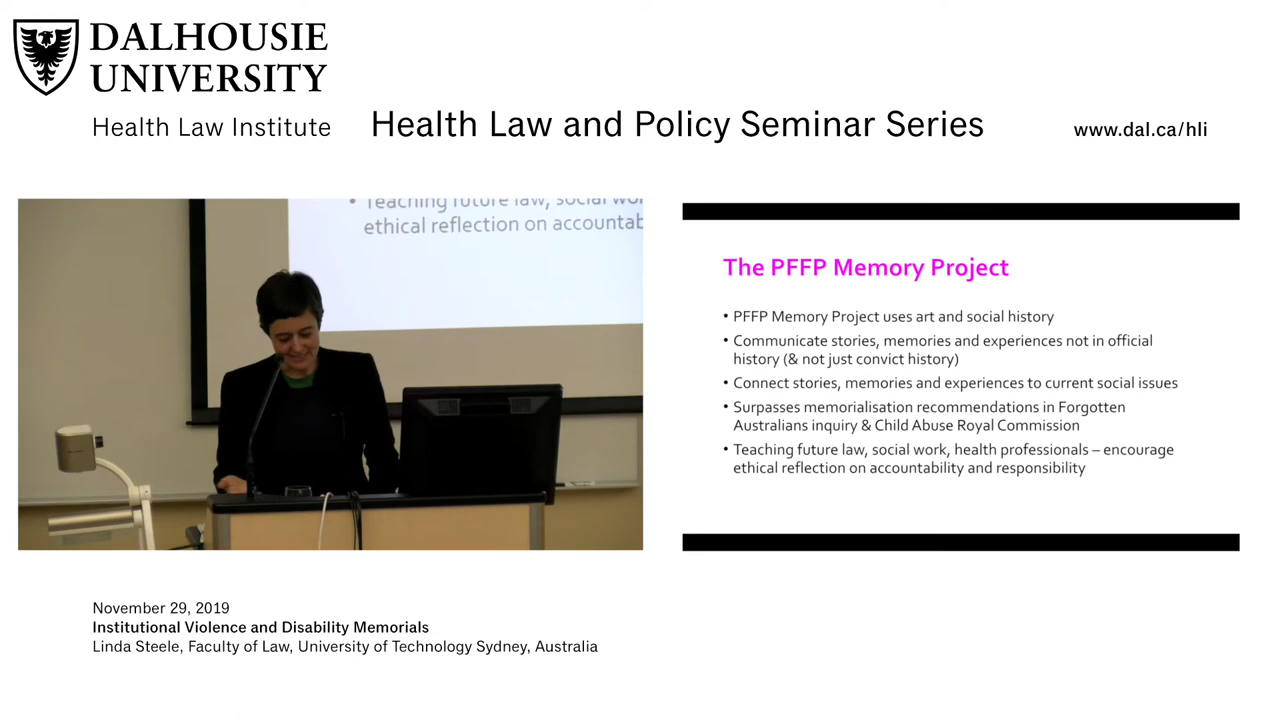 DALHOUSIE
UNIVERSITY
Health Law Institute
Health Law and Policy Seminar Series
www.dal.ca/hli
• Teaching future law, social wor
ethical reflection on accountab
The PFFP Memory Project
• PFFP Memory Project uses art and social history
• Communicate stories, memories and experiences not in official
history (& not just convict history)
• Connect stories, memories and experiences to current social issues
• Surpasses memorialisation recommendations in Forgotten
Australians inquiry & Child Abuse Royal Commission
• Teaching future law, social work, health professionals – encourage
ethical reflection on accountability and responsibility
November 29, 2019
Institutional Violence and Disability Memorials
Linda Steele, Faculty of Law, University of Technology Sydney, Australia